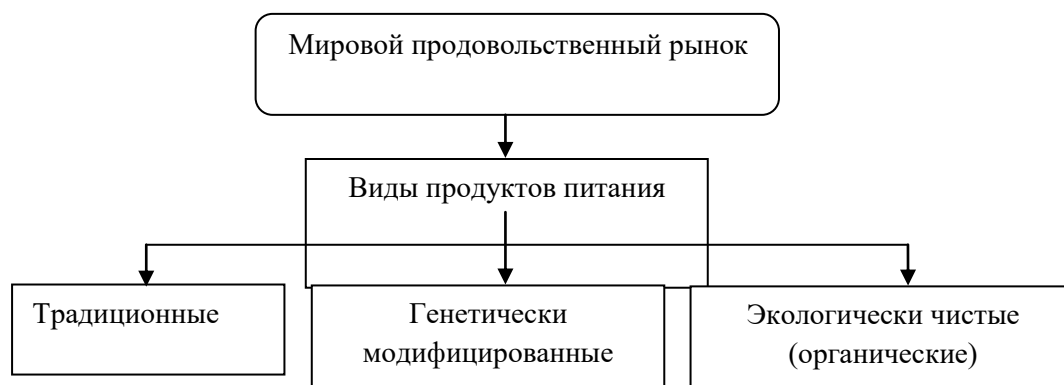 Мировой продовольственный рынок
Виды продуктов питания
Традиционные
Генетически
модифицированные
Экологически чистые
(органические)